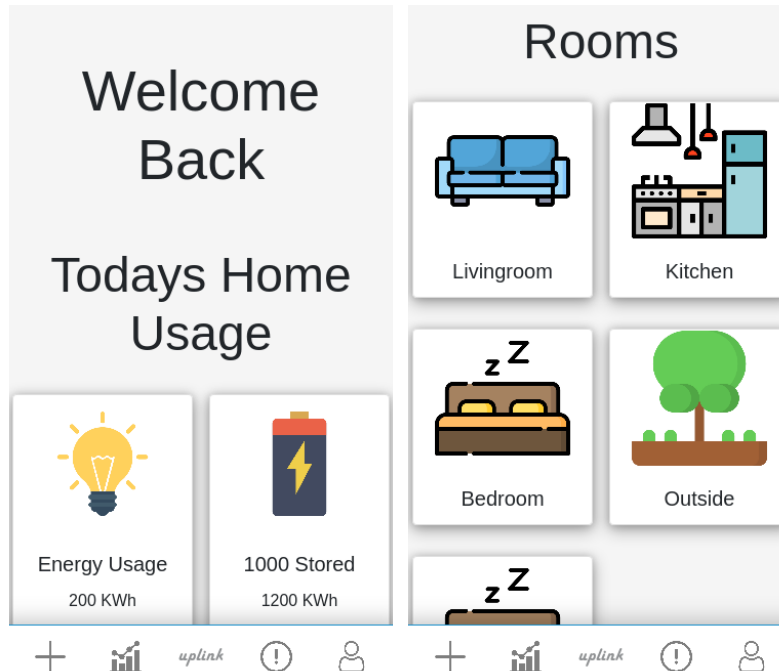 Welcome
Back
Todays Home
Usage
Energy Usage
200 KWh
1000 Stored
1200 KWh
uplink
Rooms
Livingroom
Kitchen
z Z
Bedroom
Outside
z Z
uplink